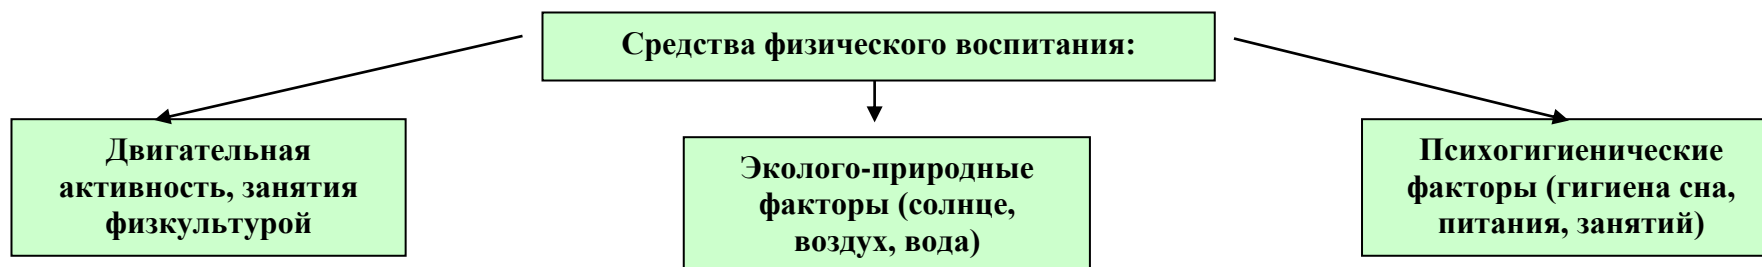 Средства физического воспитания:
Двигательная
активность, занятия
физкультурой
Эколого-природные
факторы (солнце,
воздух, вода)
Психогигиенические
факторы (гигиена сна,
питания, занятий)